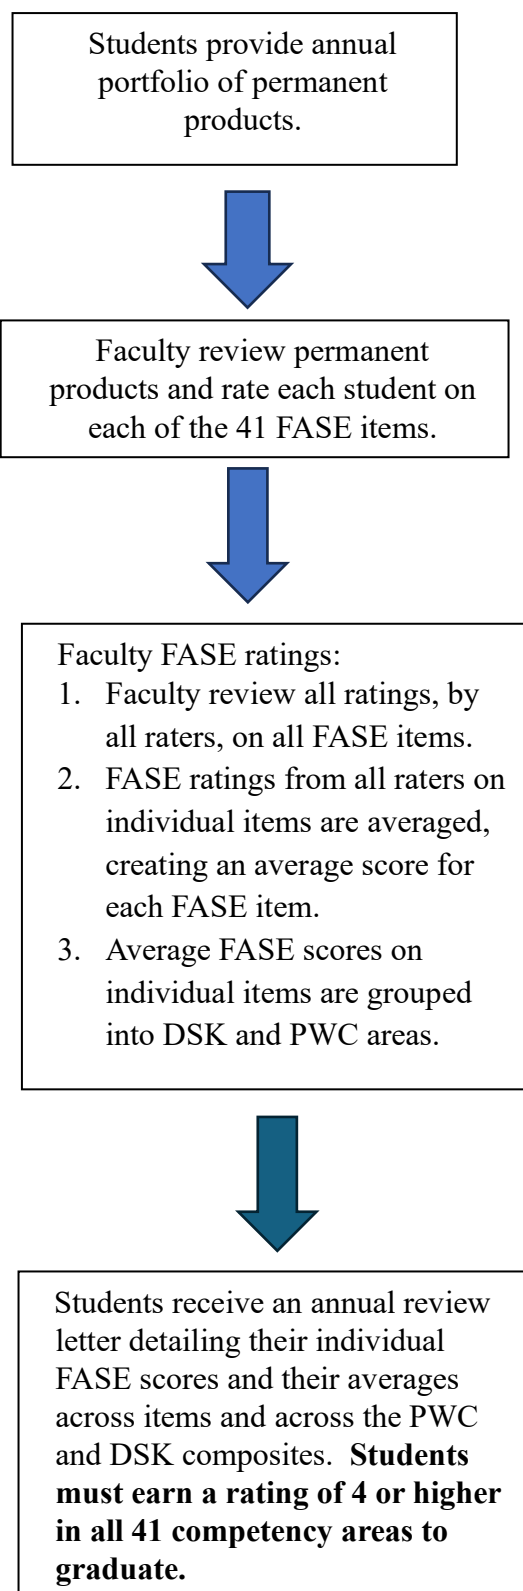 Students provide annual
portfolio of permanent
products.
Faculty review permanent
products and rate each student on
each of the 41 FASE items.
Faculty FASE ratings:
1. Faculty review all ratings, by
all raters, on all FASE items.
2. FASE ratings from all raters on
individual items are averaged,
creating an average score for
each FASE item.
3. Average FASE scores on
individual items are grouped
into DSK and PWC areas.
Students receive an annual review
letter detailing their individual
FASE scores and their averages
across items and across the PWC
and DSK composites. Students
must earn a rating of 4 or higher
in all 41 competency areas to
graduate.